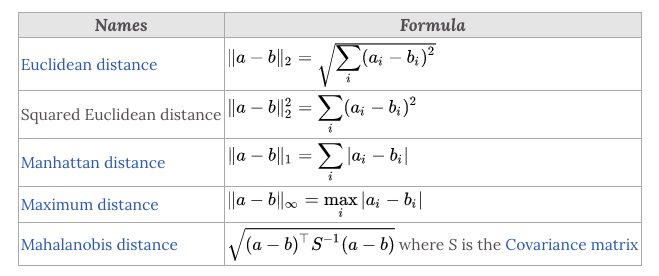 Names Formula
Euclidean distance ‖a − b‖₂ = √(∑ᵢ (aᵢ − bᵢ)²)
Squared Euclidean distance ‖a − b‖₂² = ∑ᵢ (aᵢ − bᵢ)²
Manhattan distance ‖a − b‖₁ = ∑ᵢ |aᵢ − bᵢ|
Maximum distance ‖a − b‖∞ = maxᵢ |aᵢ − bᵢ|
Mahalanobis distance √((a − b)⊤S⁻¹(a − b)) where S is the Covariance matrix